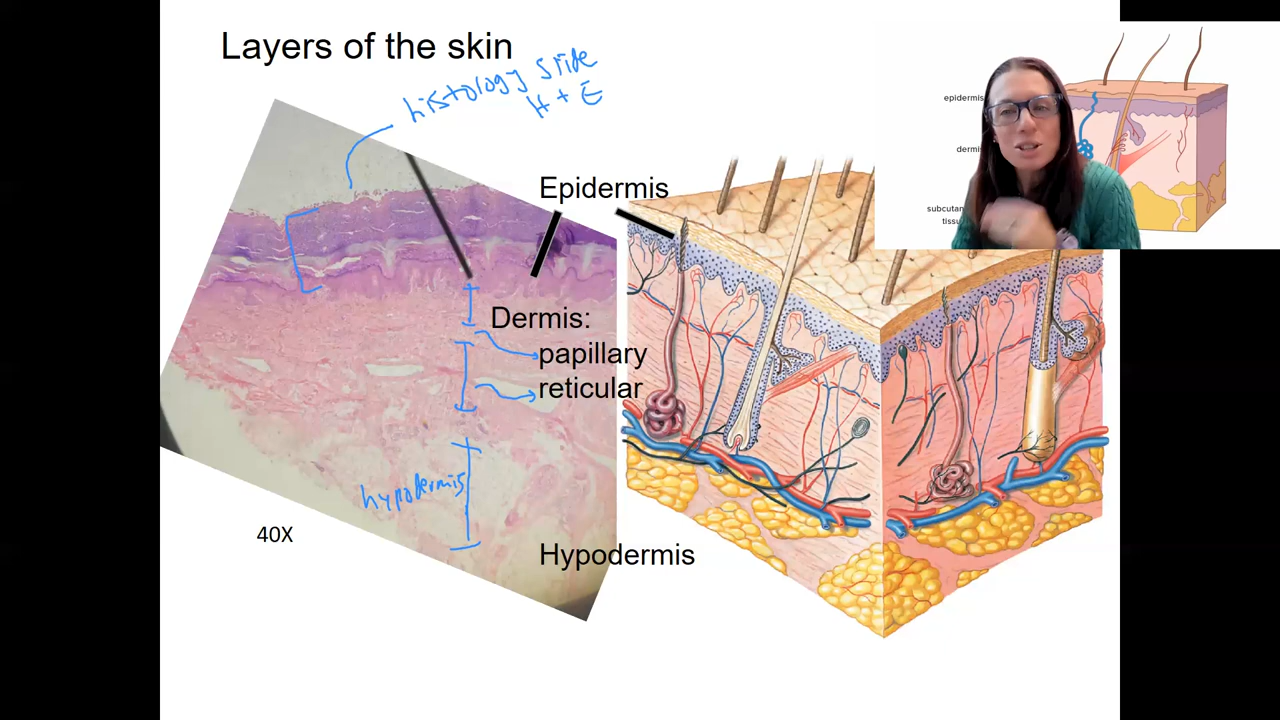 Layers of the skin
histology slide
H + E
Epidermis
Dermis:
papillary
reticular
hypodermis
40X
Hypodermis
epidermis